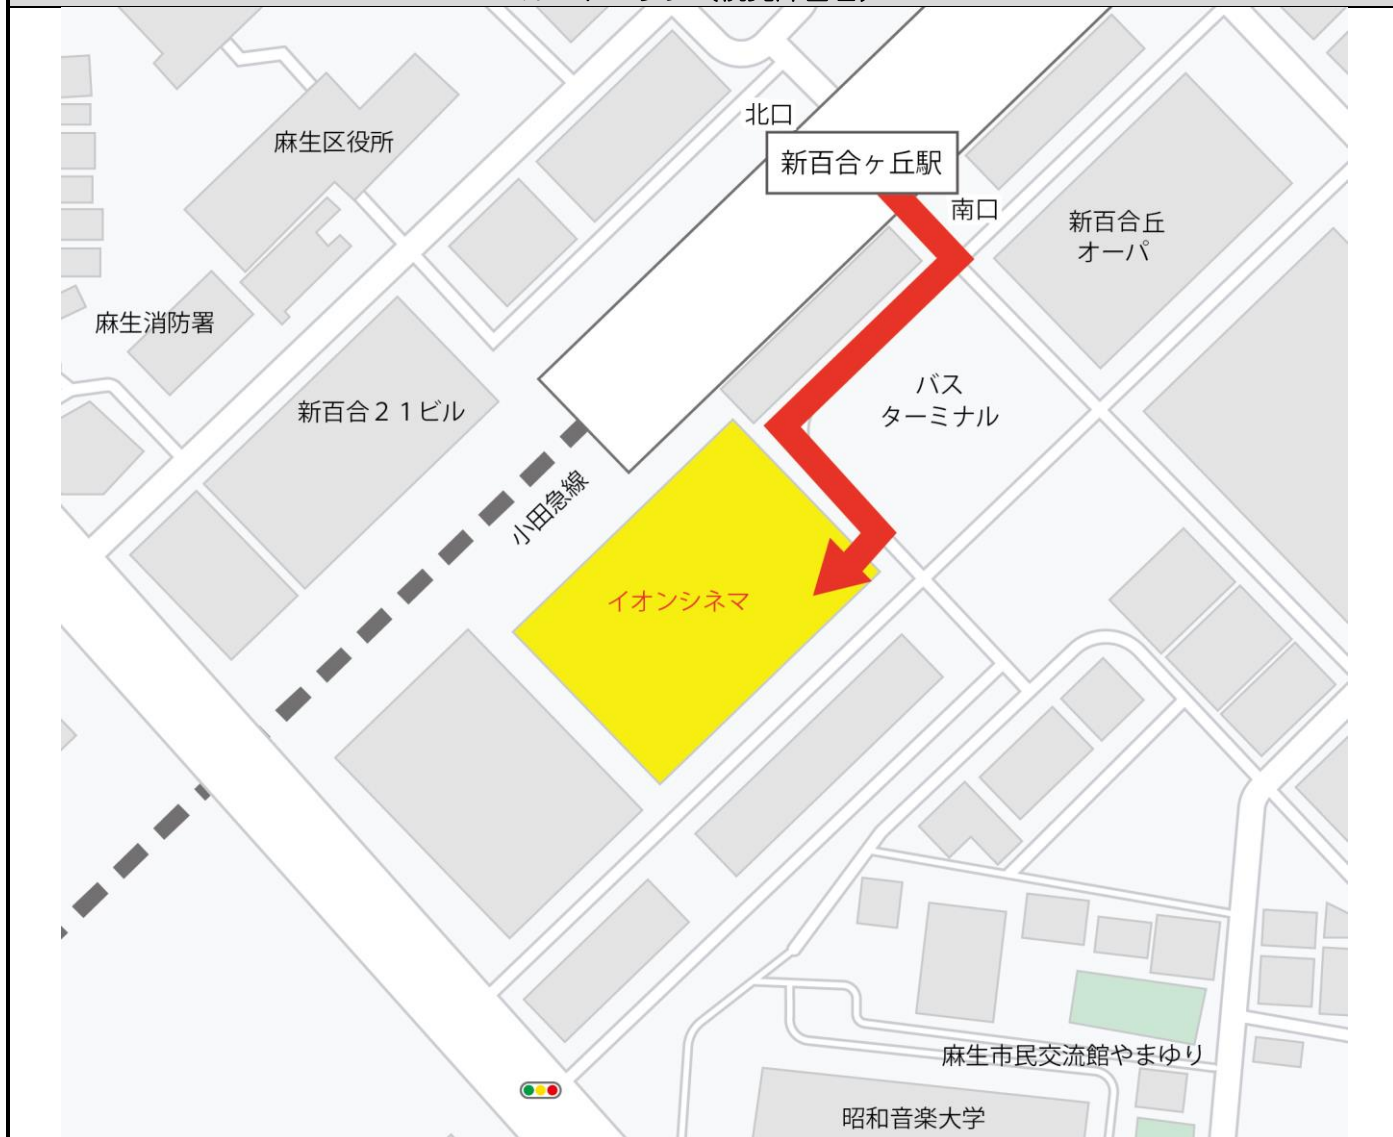 北口
麻生区役所
新百合ヶ丘駅
南口
新百合丘
オーパ
麻生消防署
バス
ターミナル
新百合２１ビル
小田急線
イオンシネマ
麻生市民交流館やまゆり
昭和音楽大学